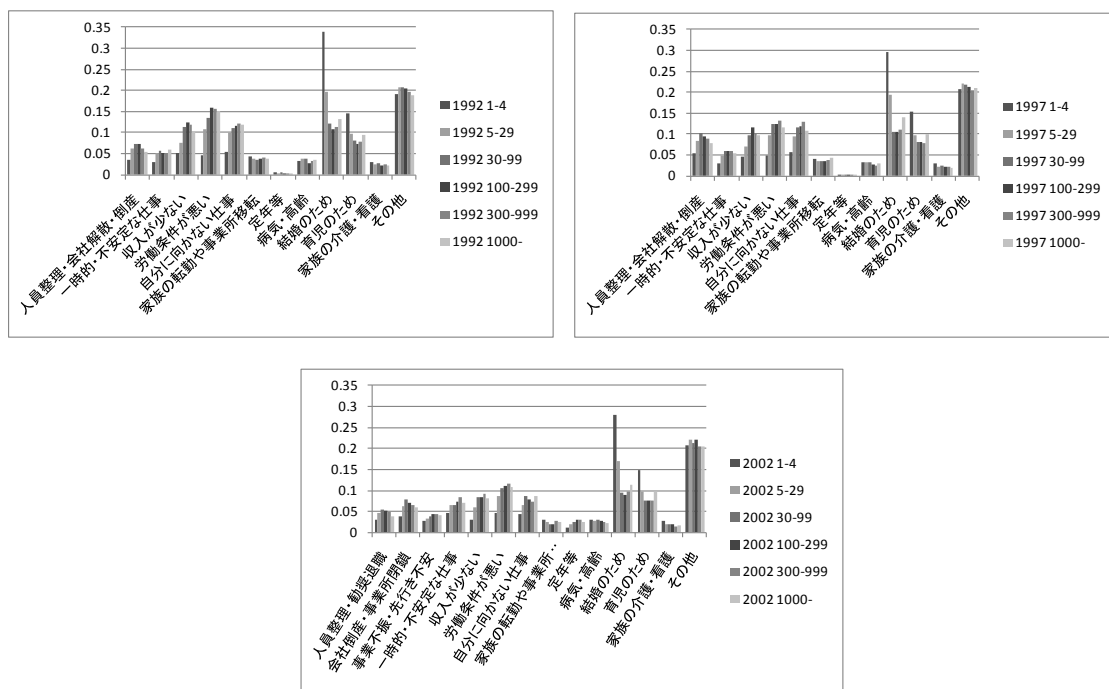 0.35
0.3
0.25
0.2
0.15
0.1
0.05
0
人員整理・会社解散・倒産
一時的・不安定な仕事
収入が少ない
労働条件が悪い
自分に向かない仕事
家族の転勤や事業所移転
定年等
病気・高齢
結婚のため
育児のため
家族の介護・看護
その他
1992 1-4
1992 5-29
1992 30-99
1992 100-299
1992 300-999
1992 1000-
0.35
0.3
0.25
0.2
0.15
0.1
0.05
0
人員整理・会社解散・倒産
一時的・不安定な仕事
収入が少ない
労働条件が悪い
自分に向かない仕事
家族の転勤や事業所移転
定年等
病気・高齢
結婚のため
育児のため
家族の介護・看護
その他
1997 1-4
1997 5-29
1997 30-99
1997 100-299
1997 300-999
1997 1000-
0.35
0.3
0.25
0.2
0.15
0.1
0.05
0
人員整理・勧奨退職
会社倒産・事業所閉鎖
事業不振・先行き不安
一時的・不安定な仕事
収入が少ない
労働条件が悪い
自分に向かない仕事
家族の転勤や事業所‥
定年等
病気・高齢
結婚のため
育児のため
家族の介護・看護
その他
2002 1-4
2002 5-29
2002 30-99
2002 100-299
2002 300-999
2002 1000-